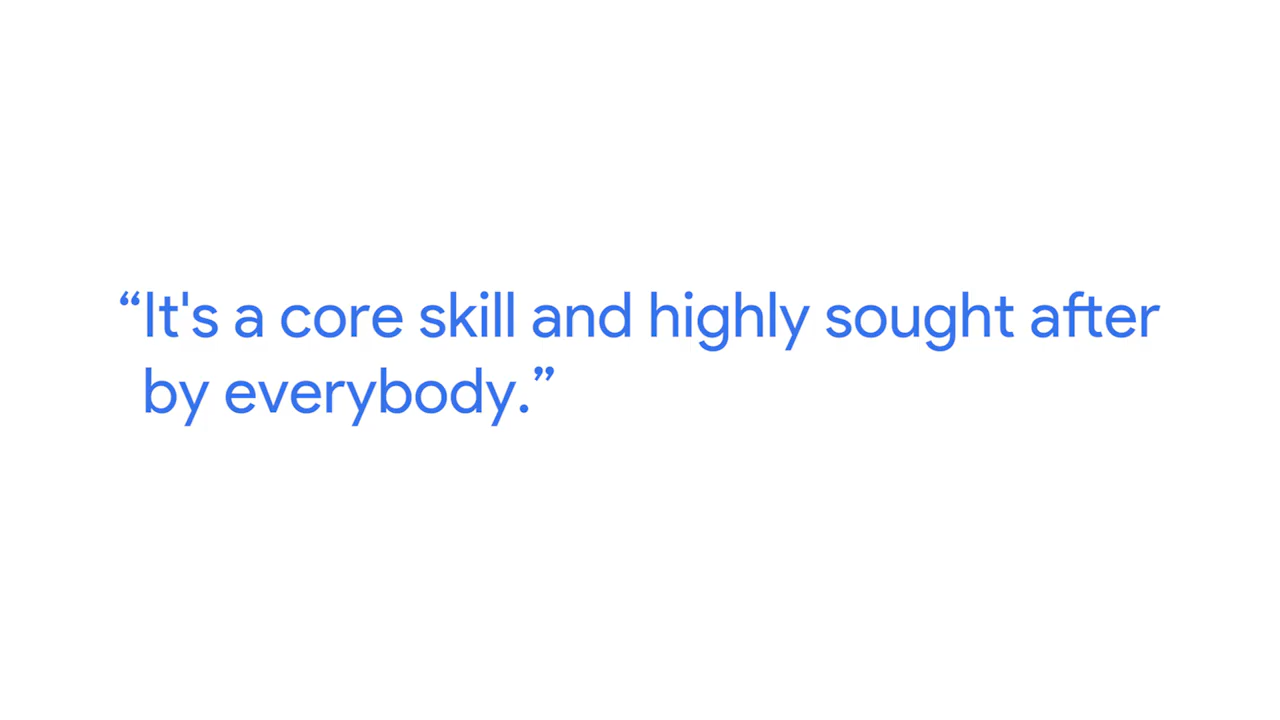 “It's a core skill and highly sought after
by everybody.”